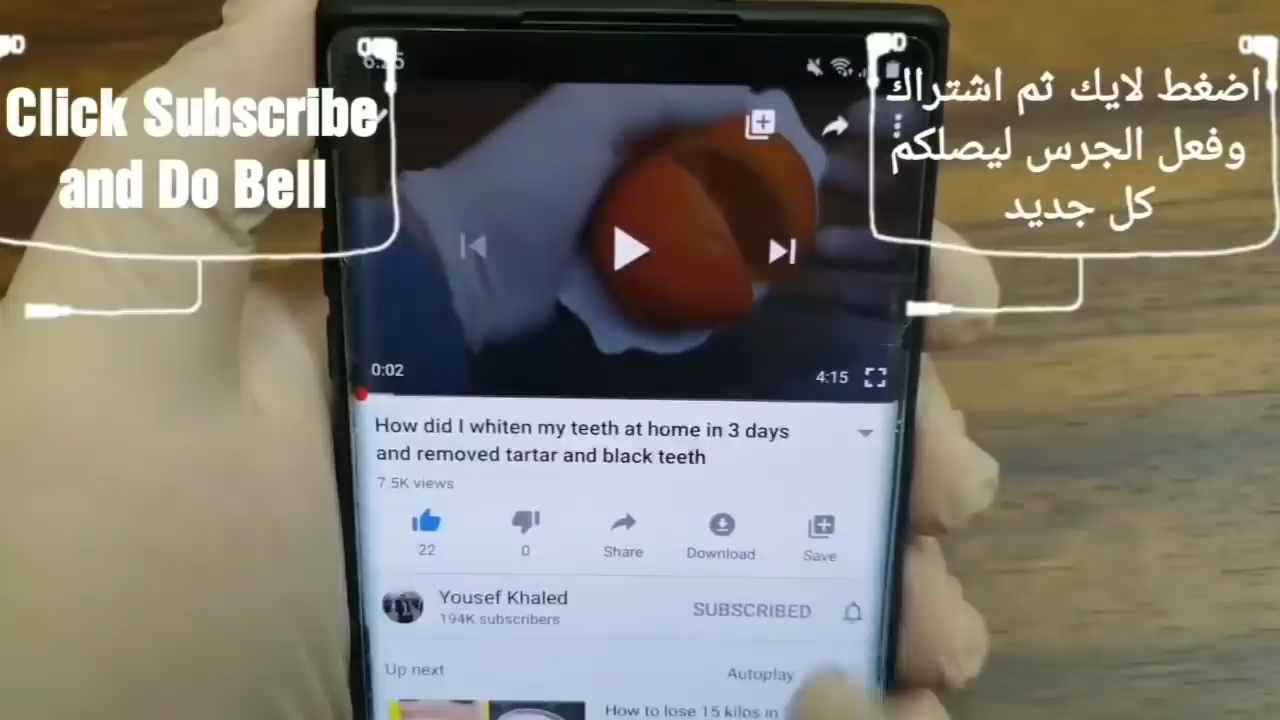 Click Subscribe
and Do Bell
اضغط لايك ثم اشتراك
وفعل الجرس ليصلكم
كل جديد
0:02
4:15
How did I whiten my teeth at home in 3 days
and removed tartar and black teeth
7.5K views
22
0
Share
Download
Save
Yousef Khaled
194K subscribers
SUBSCRIBED
Up next
Autoplay
How to lose 15 kilos in